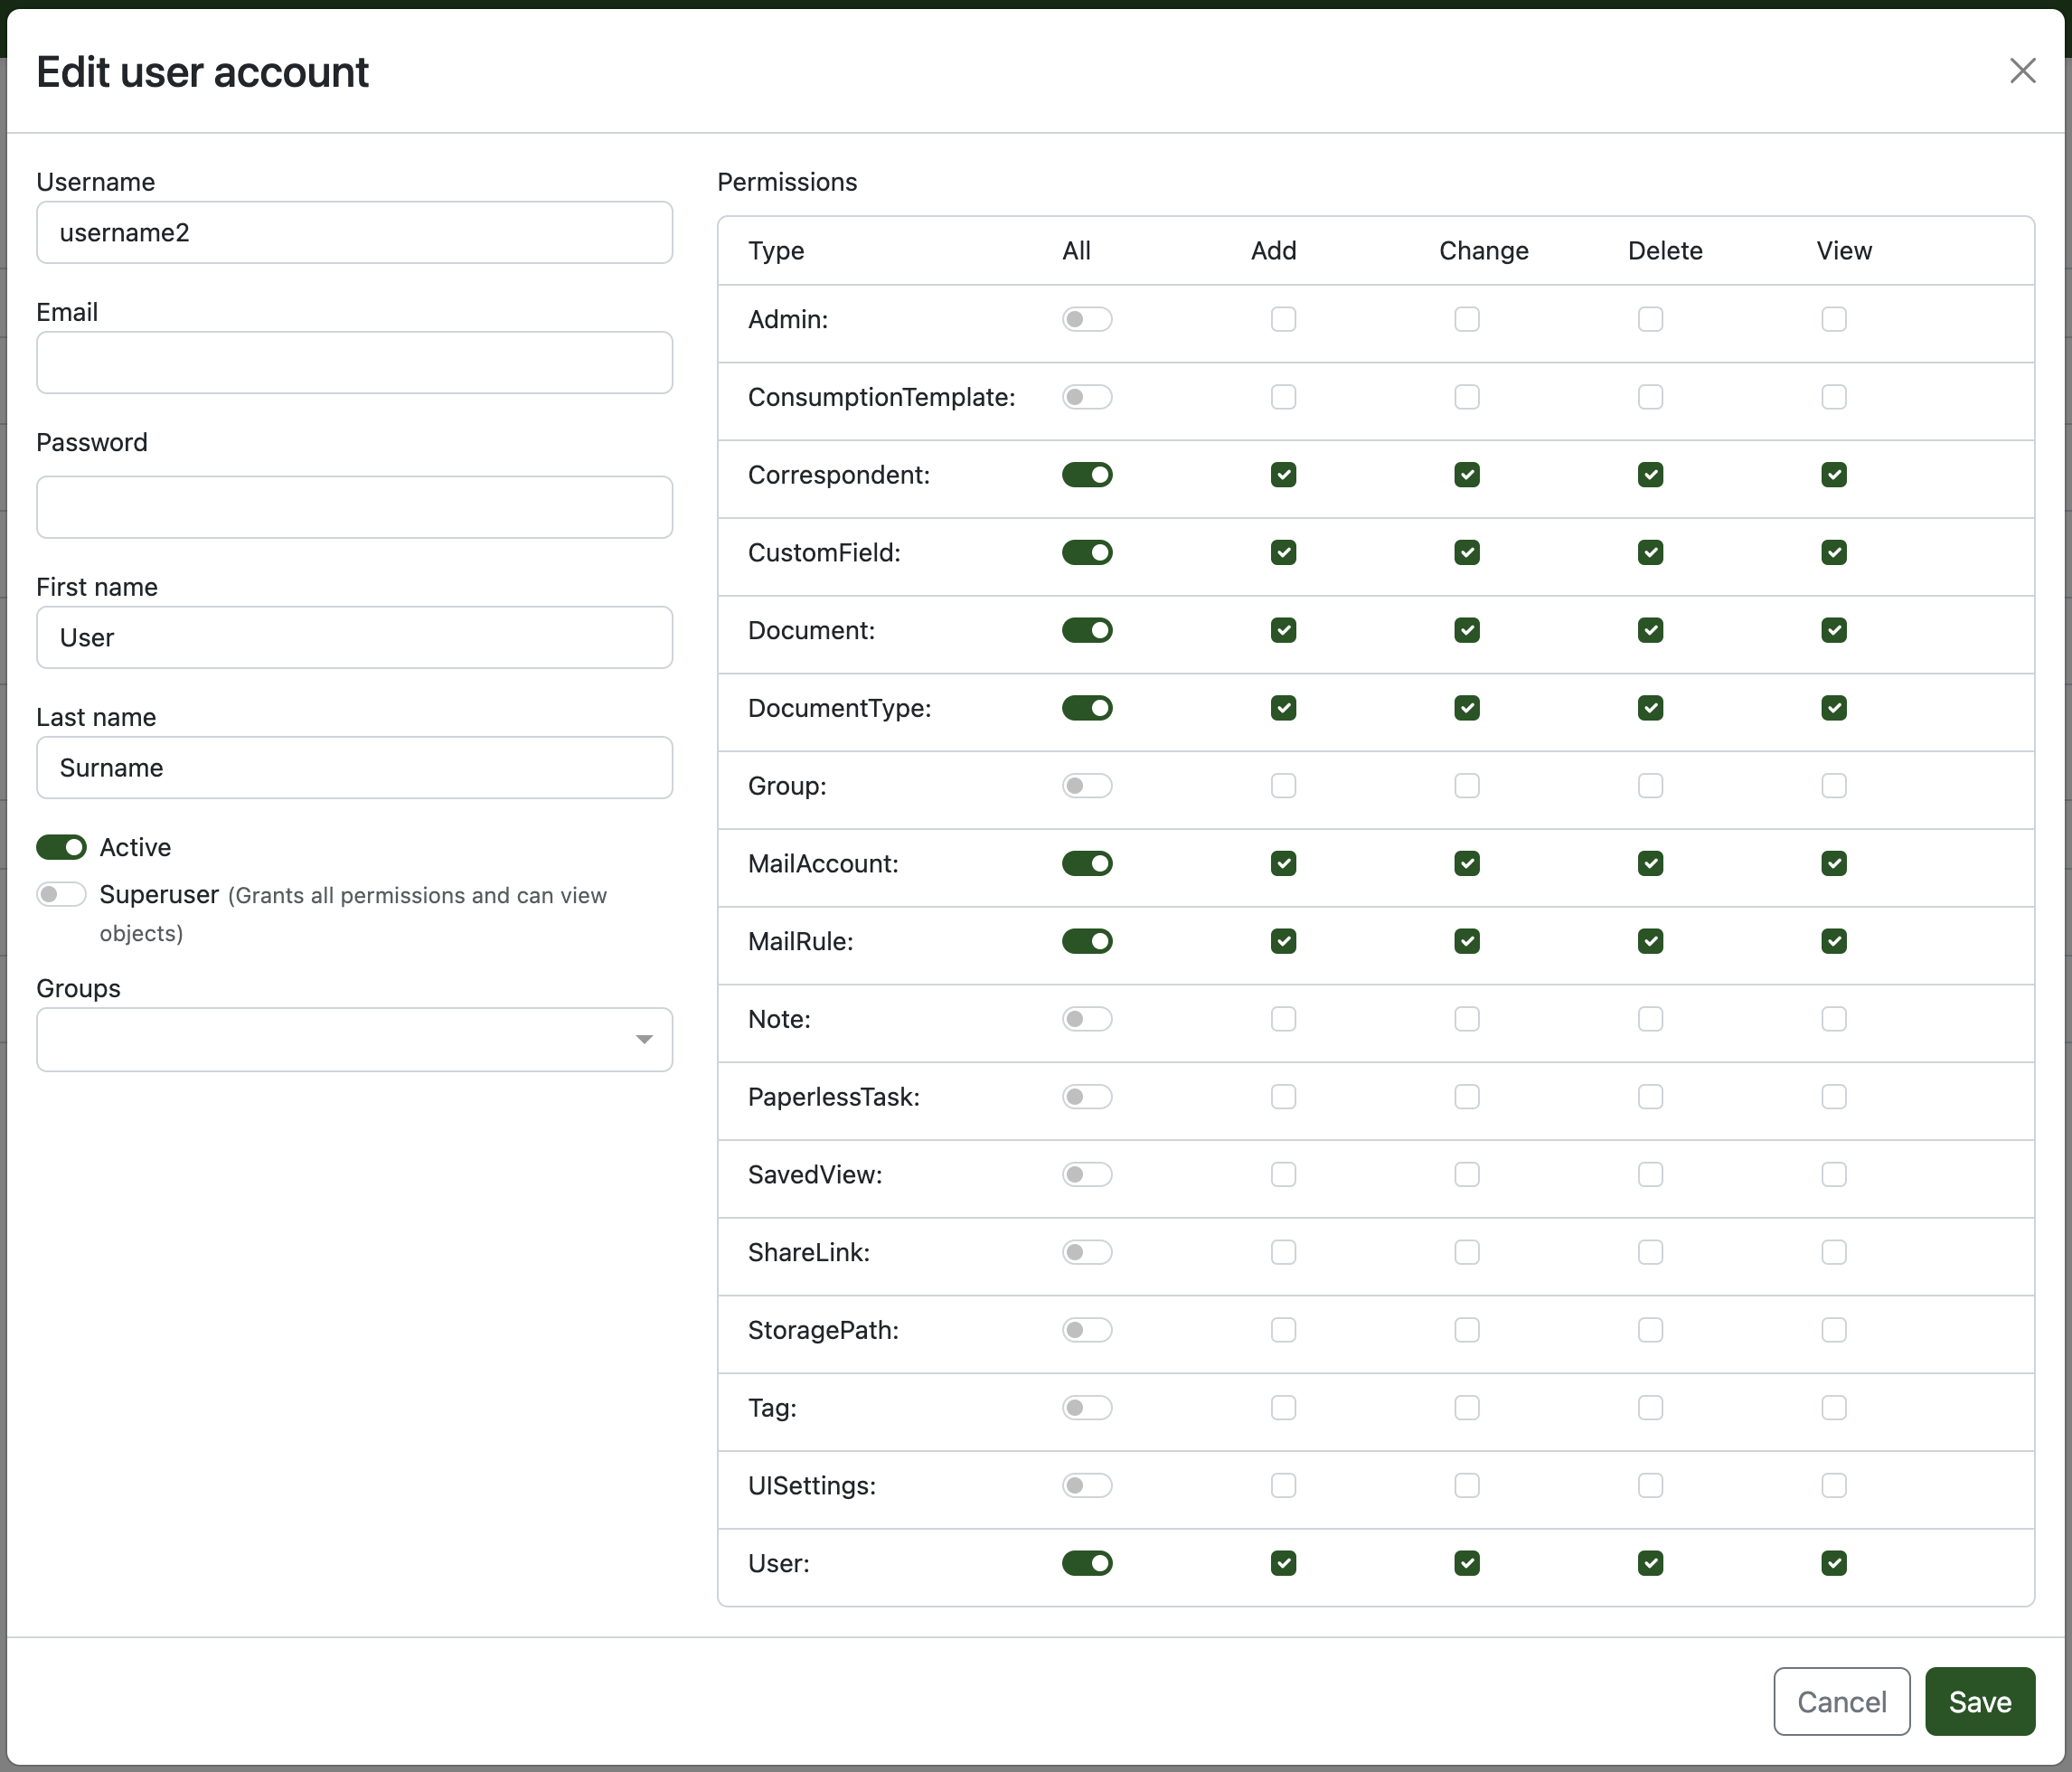 Edit user account
Username
username2
Email
Password
First name
User
Last name
Surname
Active
Superuser (Grants all permissions and can view
objects)
Groups
Permissions
Type All Add Change Delete View
Admin:
ConsumptionTemplate:
Correspondent:
CustomField:
Document:
DocumentType:
Group:
MailAccount:
MailRule:
Note:
PaperlessTask:
SavedView:
ShareLink:
StoragePath:
Tag:
UISettings:
User:
Cancel Save